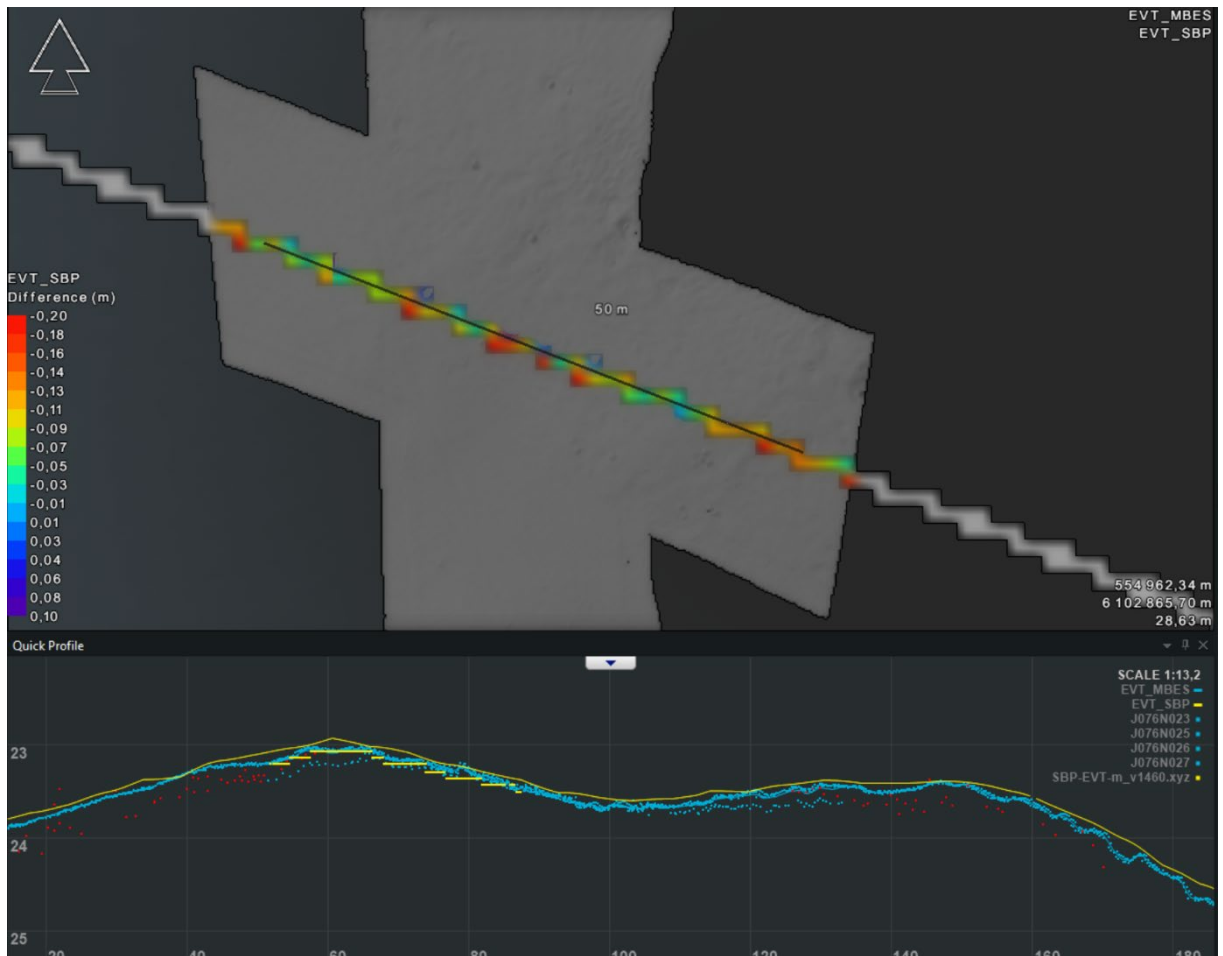 EVT_MBES
EVT_SBP
50 m
EVT_SBP
Difference (m)
-0,20
-0,18
-0,16
-0,14
-0,13
-0,11
-0,09
-0,07
-0,05
-0,03
-0,01
0,01
0,03
0,04
0,06
0,08
0,10
554 962,34 m
6 102 865,70 m
28,63 m
Quick Profile
SCALE 1:13,2
EVT_MBES
EVT_SBP
J076N023
J076N025
J076N026
J076N027
SBP-EVT-m_v1460.xyz
23
24
25
20
40
60
80
100
120
140
160
180